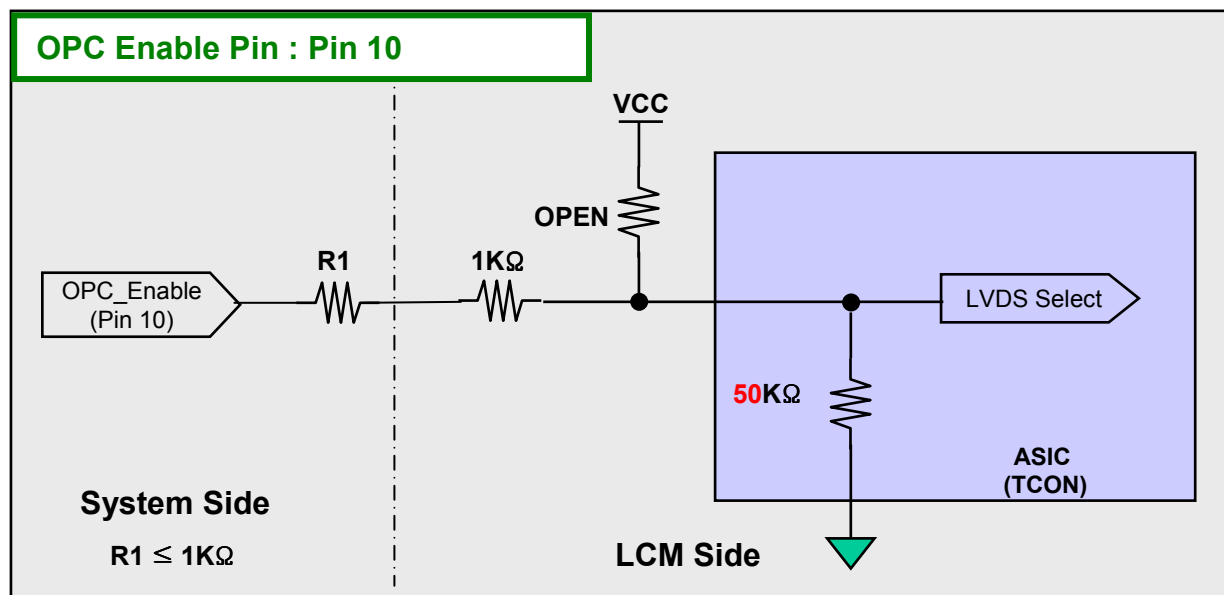 OPC Enable Pin : Pin 10
VCC
OPEN
R1
1KΩ
OPC_Enable
(Pin 10)
LVDS Select
50KΩ
ASIC
(TCON)
System Side
R1 ≤ 1KΩ
LCM Side